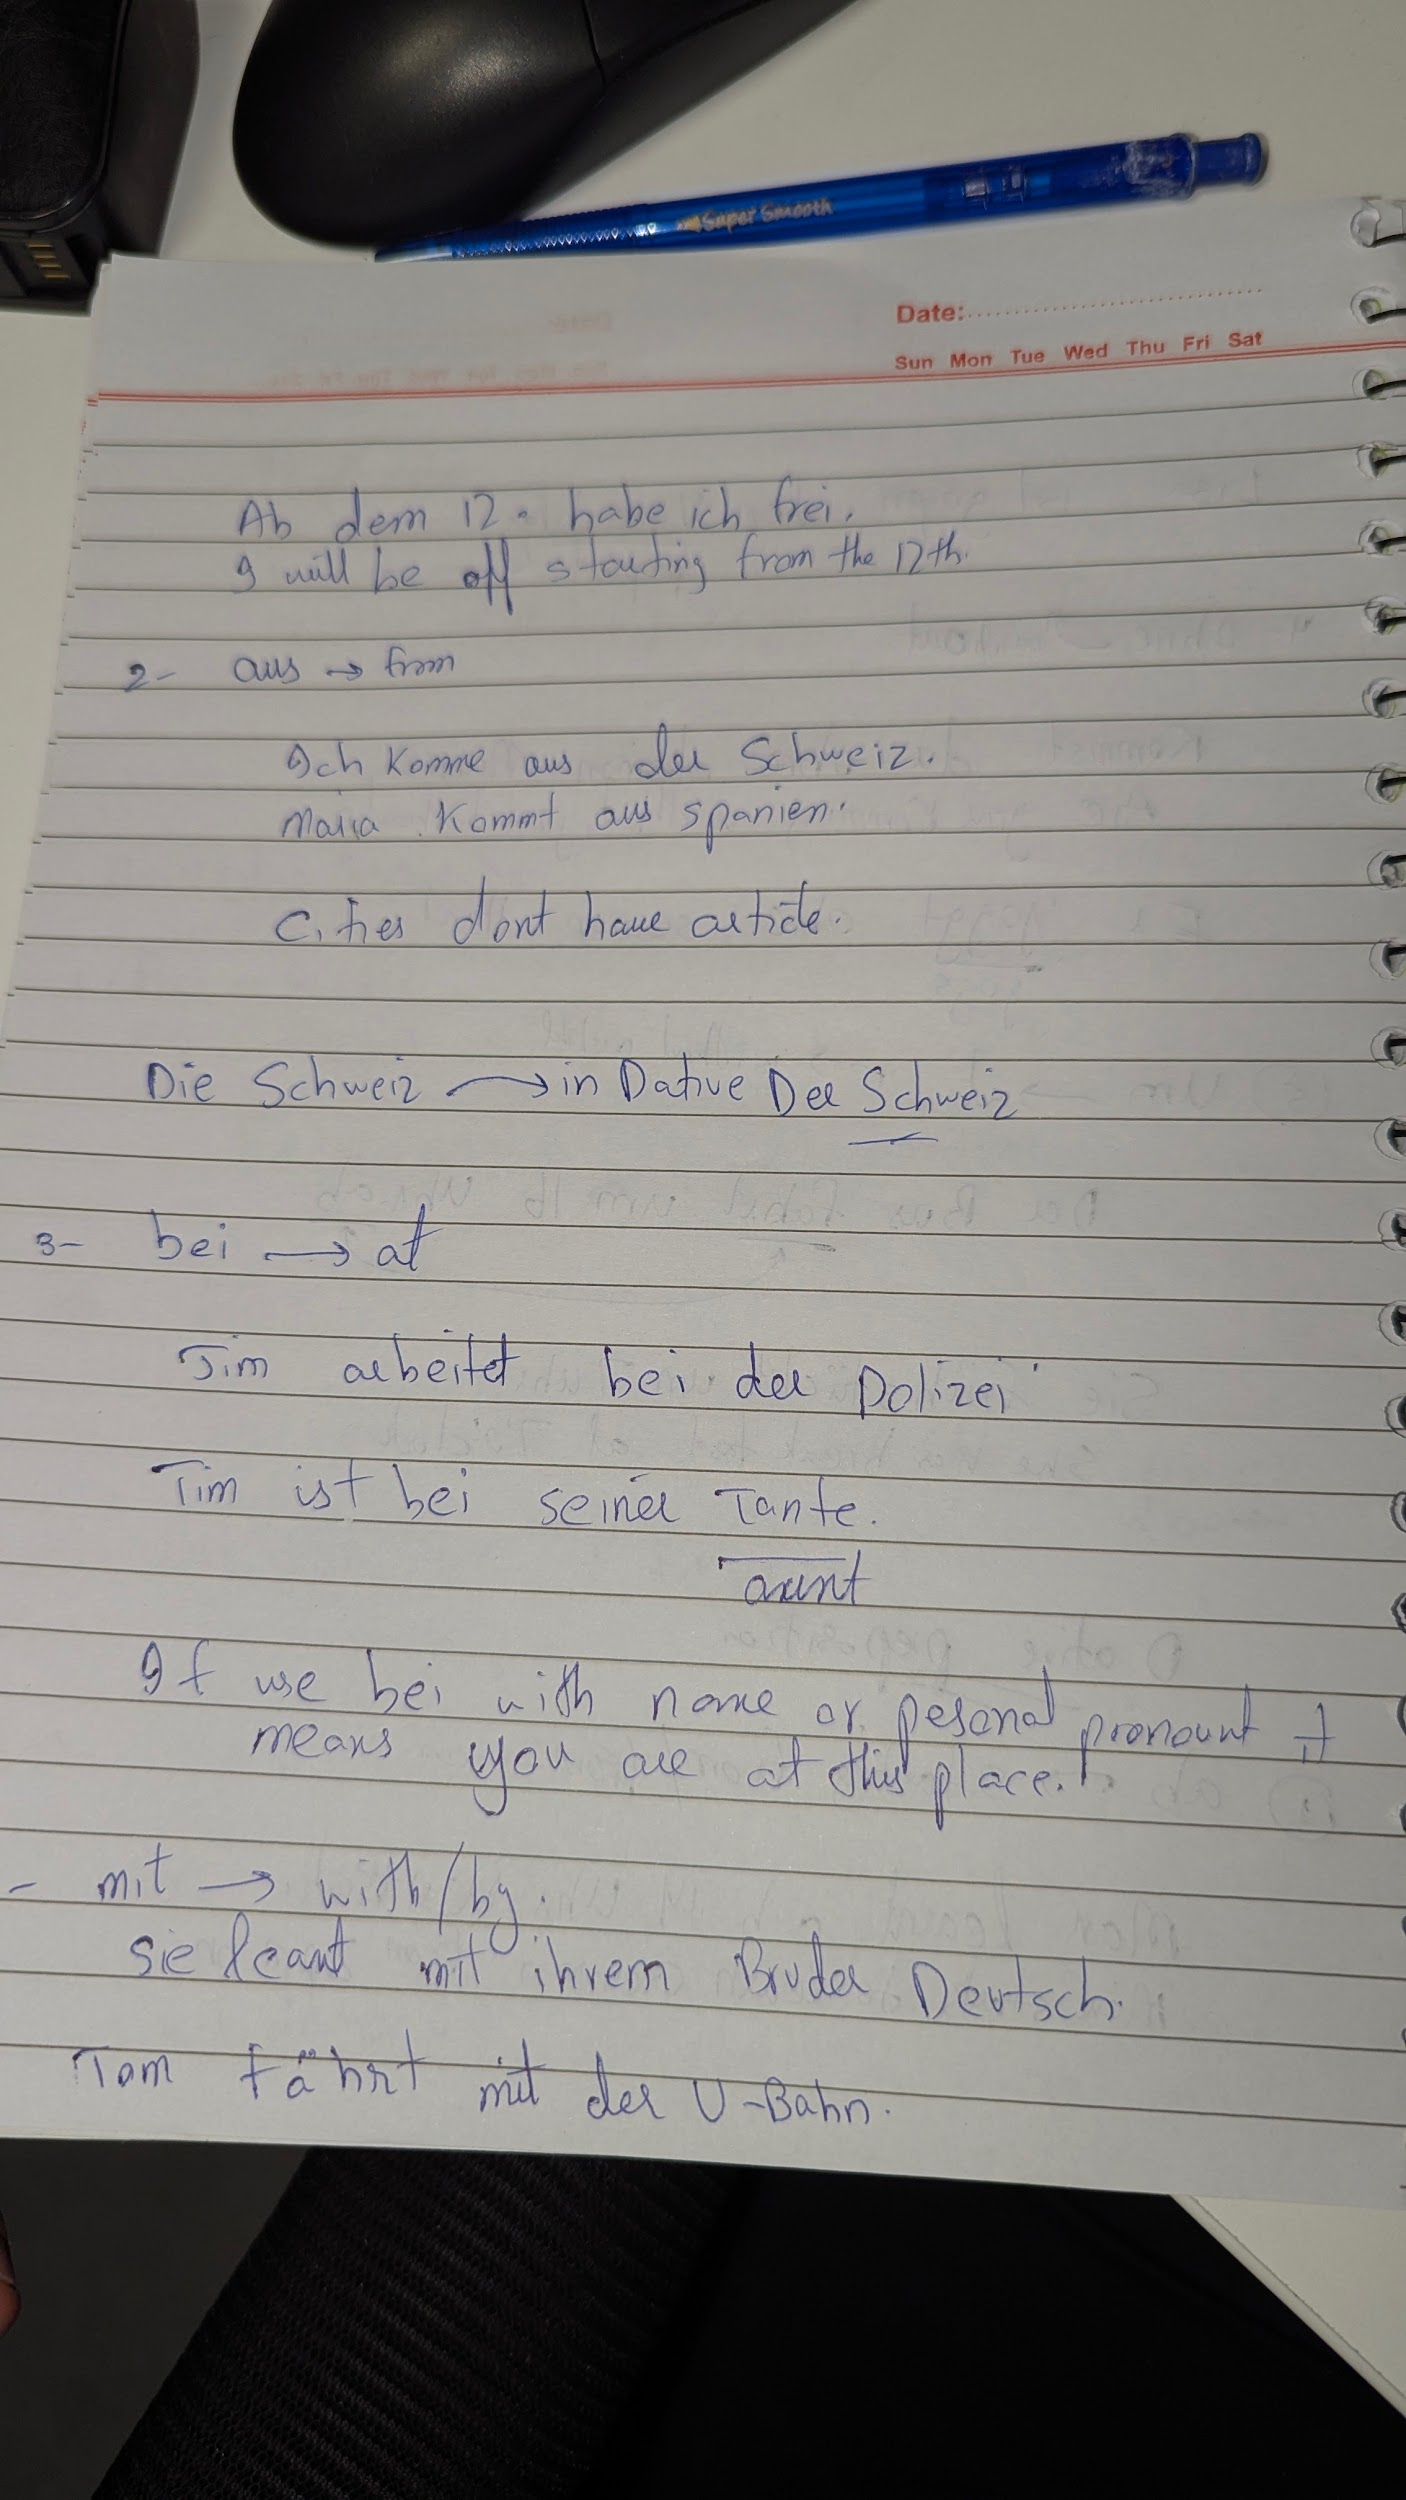 Super Smooth
Date:
Sun Mon Tue Wed Thu Fri Sat
Ab dem 12. habe ich frei.
I will be off starting from the 12th.
2- aus → from
Ich Komme aus der Schweiz.
Maria Kommt aus Spanien.
Cities dont have article.
Die Schweiz → in Dative Der Schweiz
3- bei → at
Tim arbeitet bei der Polizei
Tim ist bei seiner Tante.
aunt
If use bei with name or pesonal pronount it
means you are at this place.
- mit → with/by.
sie leant mit ihrem Bruder Deutsch.
Tom fährt mit der U-Bahn.